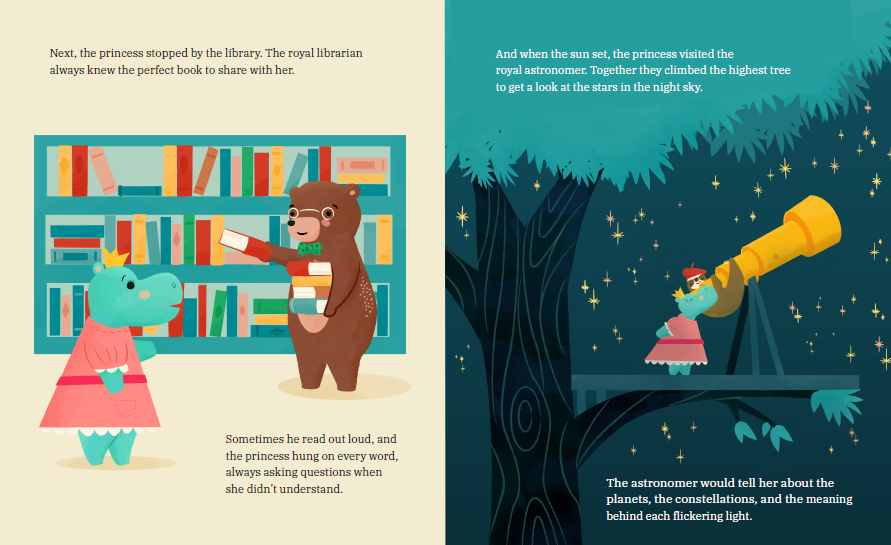 Next, the princess stopped by the library. The royal librarian
always knew the perfect book to share with her.
Sometimes he read out loud, and
the princess hung on every word,
always asking questions when
she didn't understand.
And when the sun set, the princess visited the
royal astronomer. Together they climbed the highest tree
to get a look at the stars in the night sky.
The astronomer would tell her about the
planets, the constellations, and the meaning
behind each flickering light.